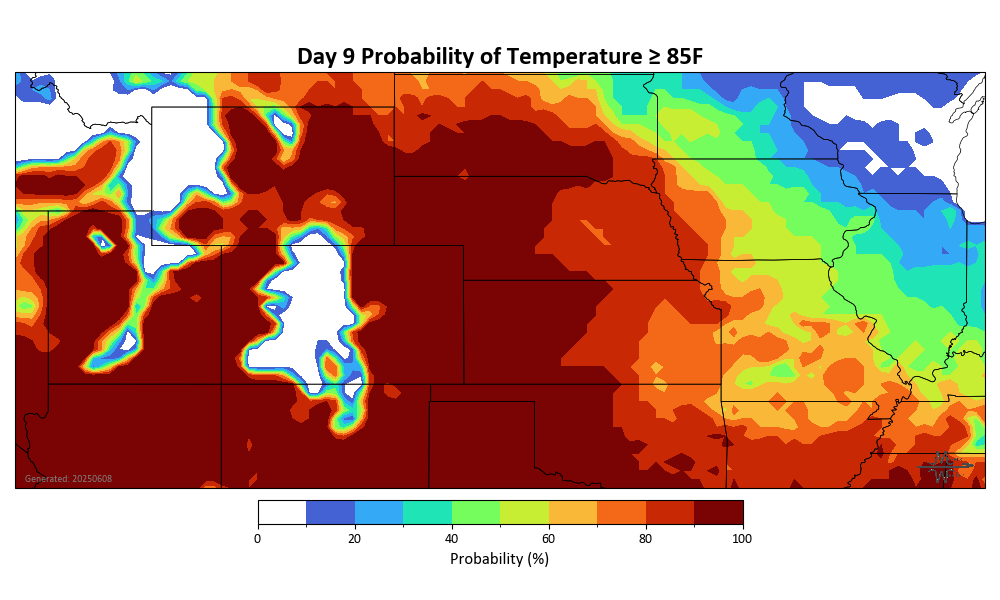 Day 9 Probability of Temperature ≥ 85F
Generated: 20250608
0 20 40 60 80 100
Probability (%)